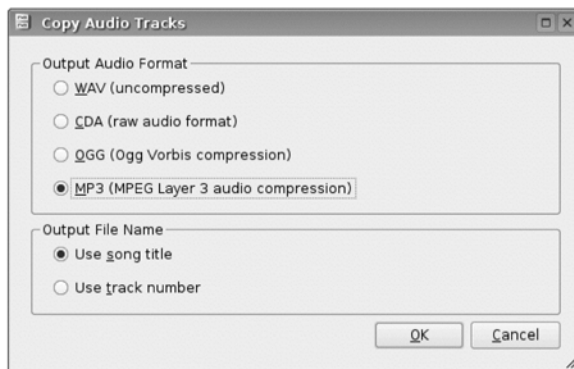 Copy Audio Tracks
Output Audio Format
WAV (uncompressed)
CDA (raw audio format)
OGG (Ogg Vorbis compression)
MP3 (MPEG Layer 3 audio compression)
Output File Name
Use song title
Use track number
OK Cancel